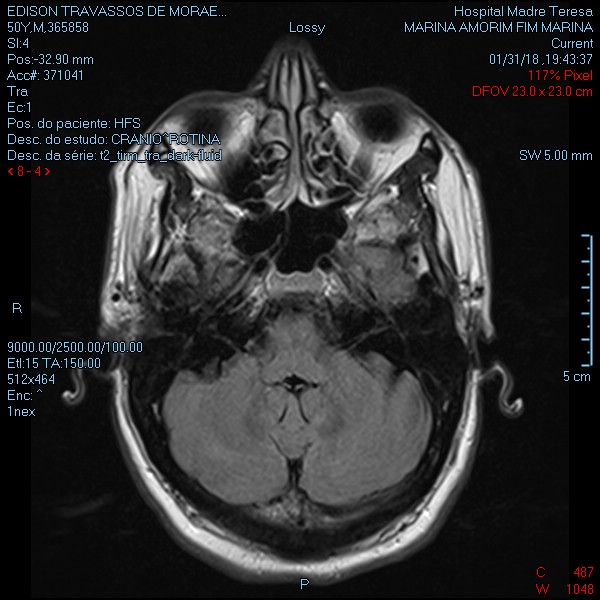 EDISON TRAVASSOS DE MORAE...
50Y,M,365858
Sl:4
Pos:-32.90 mm
Acc#: 371041
Tra
Ec:1
Pos. do paciente: HFS
Desc. do estudo: CRANIO^ROTINA
Desc. da série: t2_tirm_tra_dark-fluid
< 8 - 4 >
Lossy
Hospital Madre Teresa
MARINA AMORIM FIM MARINA
Current
01/31/18 ,19:43:37
117% Pixel
DFOV 23.0 x 23.0 cm
SW 5.00 mm
R
9000.00/2500.00/100.00
Etl:15 TA:150.00
512x464
Enc: ^
1nex
5 cm
P
C 487
W 1048